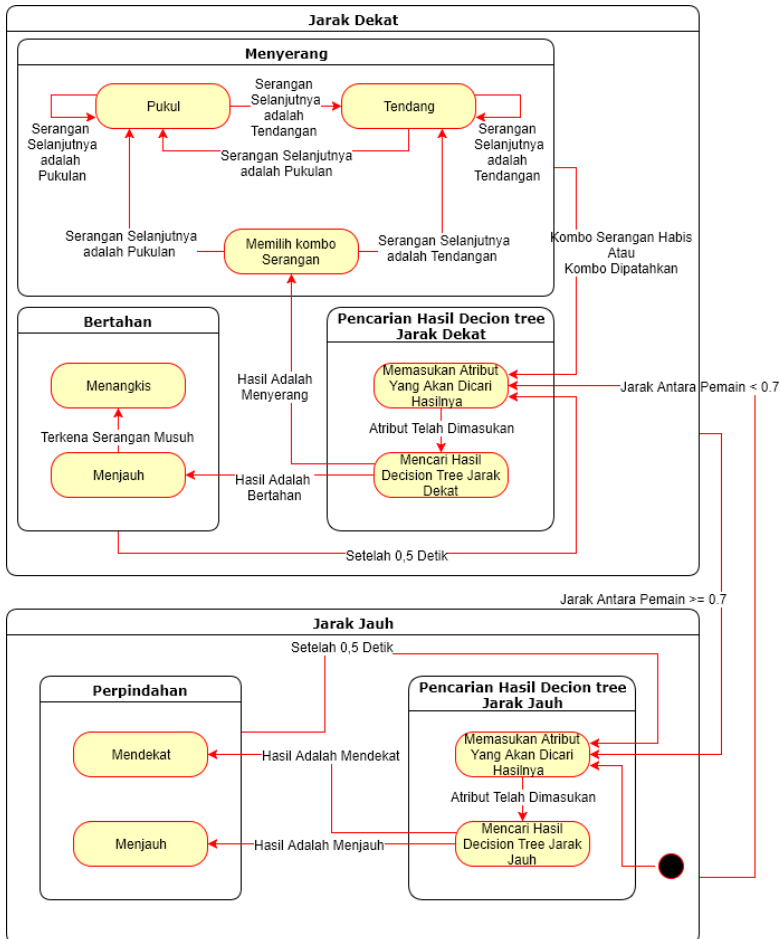 Jarak Dekat
Menyerang
Pukul
Serangan
Selanjutnya
adalah
Tendangan
Tendang
Serangan
Selanjutnya
adalah
Pukulan
Serangan Selanjutnya
adalah Pukulan
Serangan
Selanjutnya
adalah
Tendangan
Serangan Selanjutnya
adalah Pukulan
Memilih kombo
Serangan
Serangan Selanjutnya
adalah Tendangan
Kombo Serangan Habis
Atau
Kombo Dipatahkan
Bertahan
Menangkis
Terkena Serangan Musuh
Menjauh
Hasil Adalah
Menyerang
Hasil Adalah
Bertahan
Pencarian Hasil Decion tree
Jarak Dekat
Memasukan Atribut
Yang Akan Dicari
Hasilnya
Atribut Telah Dimasukan
Mencari Hasil
Decision Tree Jarak
Dekat
Jarak Antara Pemain < 0.7
Setelah 0,5 Detik
Jarak Antara Pemain >= 0.7
Jarak Jauh
Setelah 0,5 Detik
Perpindahan
Mendekat
Menjauh
Hasil Adalah Mendekat
Hasil Adalah Menjauh
Pencarian Hasil Decion tree
Jarak Jauh
Memasukan Atribut
Yang Akan Dicari
Hasilnya
Atribut Telah Dimasukan
Mencari Hasil
Decision Tree Jarak
Jauh